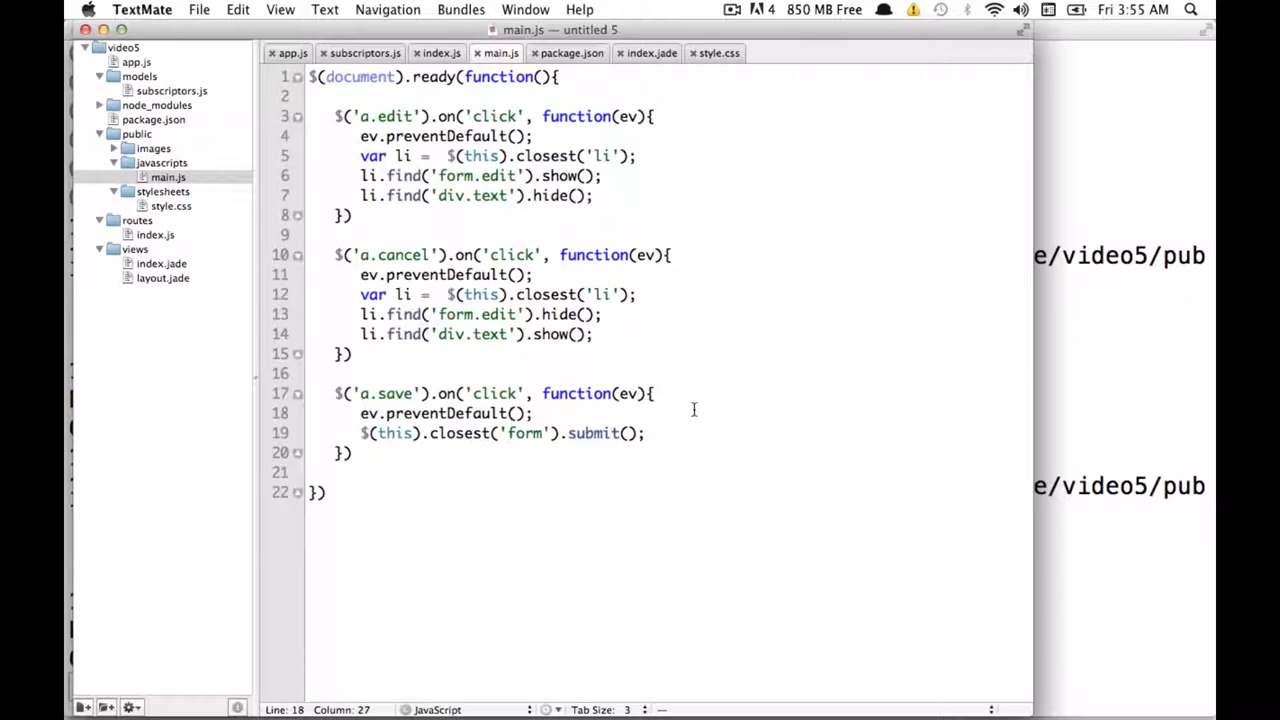 TextMate File Edit View Text Navigation Bundles Window Help 4 850 MB Free Fri 3:55 AM
main.js — untitled 5
video5
app.js
models
subscriptors.js
node_modules
package.json
public
images
javascripts
main.js
stylesheets
style.css
routes
index.js
views
index.jade
layout.jade
app.js subscriptors.js index.js main.js package.json index.jade style.css
1 $(document).ready(function(){
2
3 $('a.edit').on('click', function(ev){
4 ev.preventDefault();
5 var li = $(this).closest('li');
6 li.find('form.edit').show();
7 li.find('div.text').hide();
8 })
9
10 $('a.cancel').on('click', function(ev){
11 ev.preventDefault();
12 var li = $(this).closest('li');
13 li.find('form.edit').hide();
14 li.find('div.text').show();
15 })
16
17 $('a.save').on('click', function(ev){
18 ev.preventDefault();
19 $(this).closest('form').submit();
20 })
21
22 })
e/video5/pub
e/video5/pub
Line: 18 Column: 27 JavaScript Tab Size: 3 —